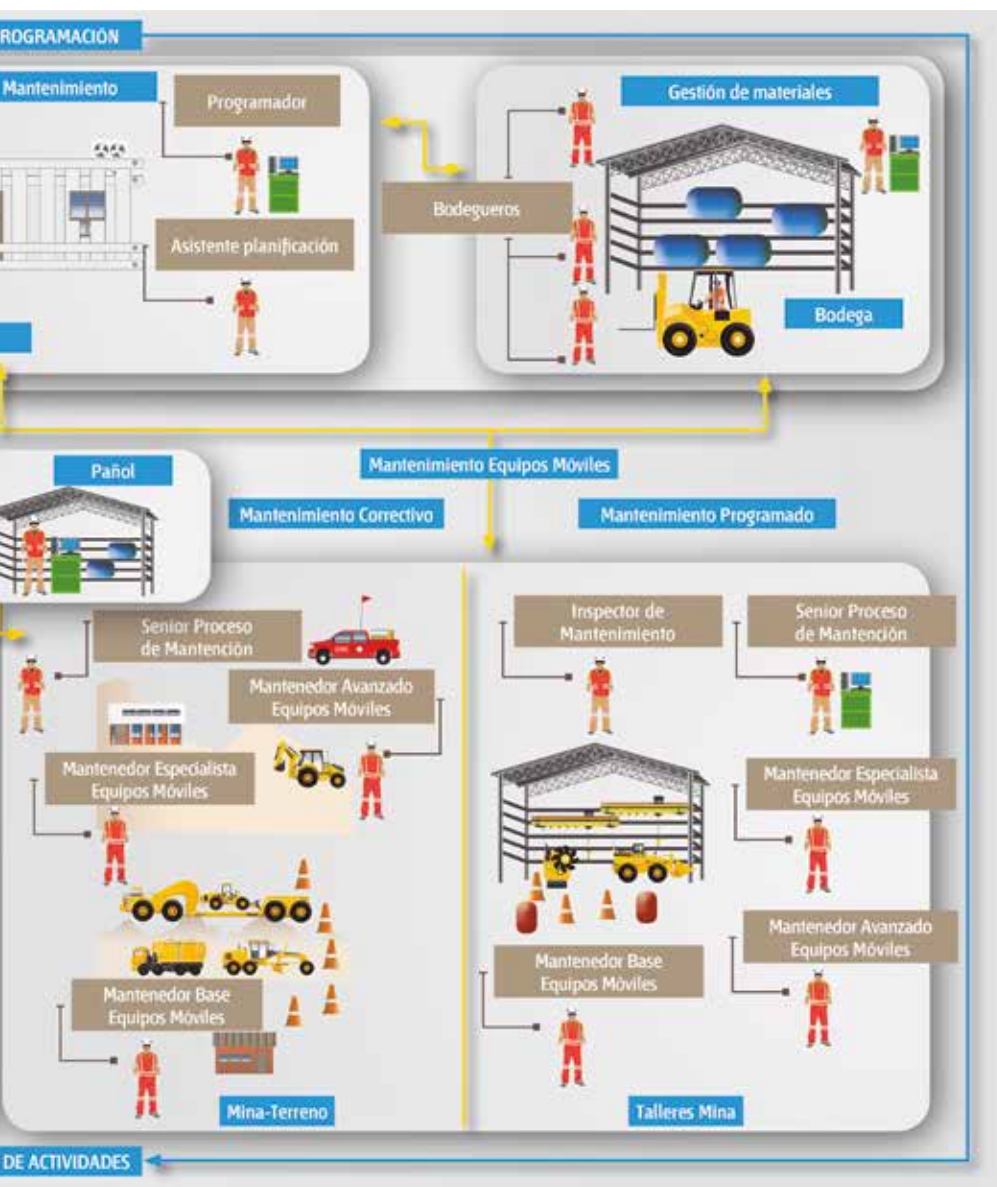 ROGRAMACIÓN
Mantenimiento
Programador
Asistente planificación
Gestión de materiales
Bodegueros
Bodega
Mantenimiento Equipos Móviles
Pañol
Mantenimiento Correctivo
Mantenimiento Programado
Senior Proceso
de Mantención
Mantenedor Avanzado
Equipos Móviles
Mantenedor Especialista
Equipos Móviles
Mantenedor Base
Equipos Móviles
Mina-Terreno
Inspector de
Mantenimiento
Senior Proceso
de Mantención
Mantenedor Especialista
Equipos Móviles
Mantenedor Avanzado
Equipos Móviles
Mantenedor Base
Equipos Móviles
Talleres Mina
DE ACTIVIDADES